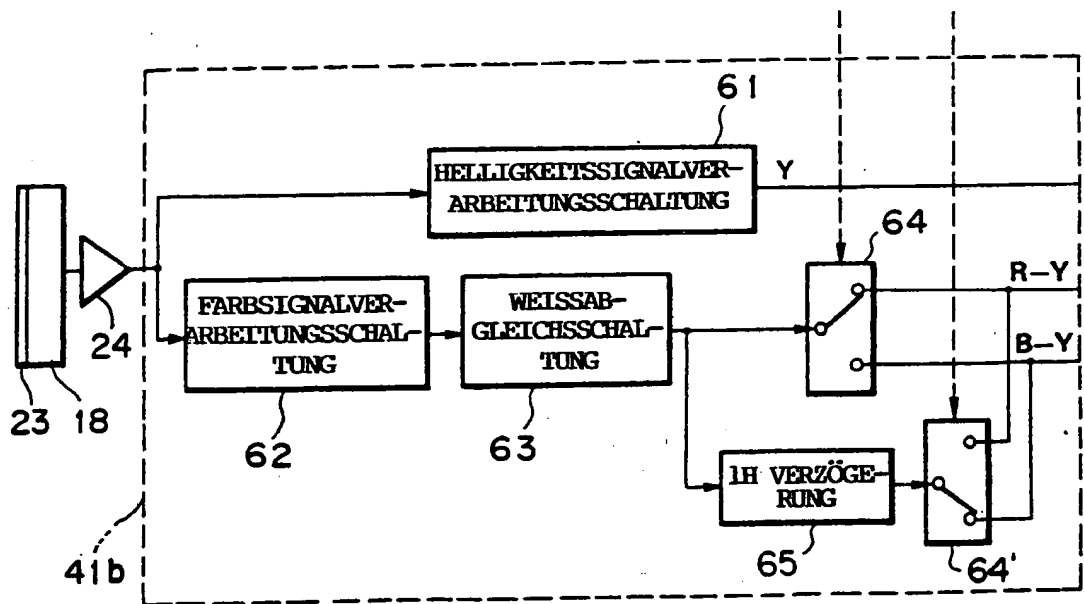 61
HELLIGKEITSSIGNALVER-
ARBEITUNGSSCHALTUNG
Y
64
R-Y
B-Y
FARBSIGNALVER-
ARBEITUNGSSCHAL-
TUNG
WEISSAB-
GLEICHSSCHAL-
TUNG
24
23
18
62
63
1H VERZÖGE-
RUNG
65
64'
41b